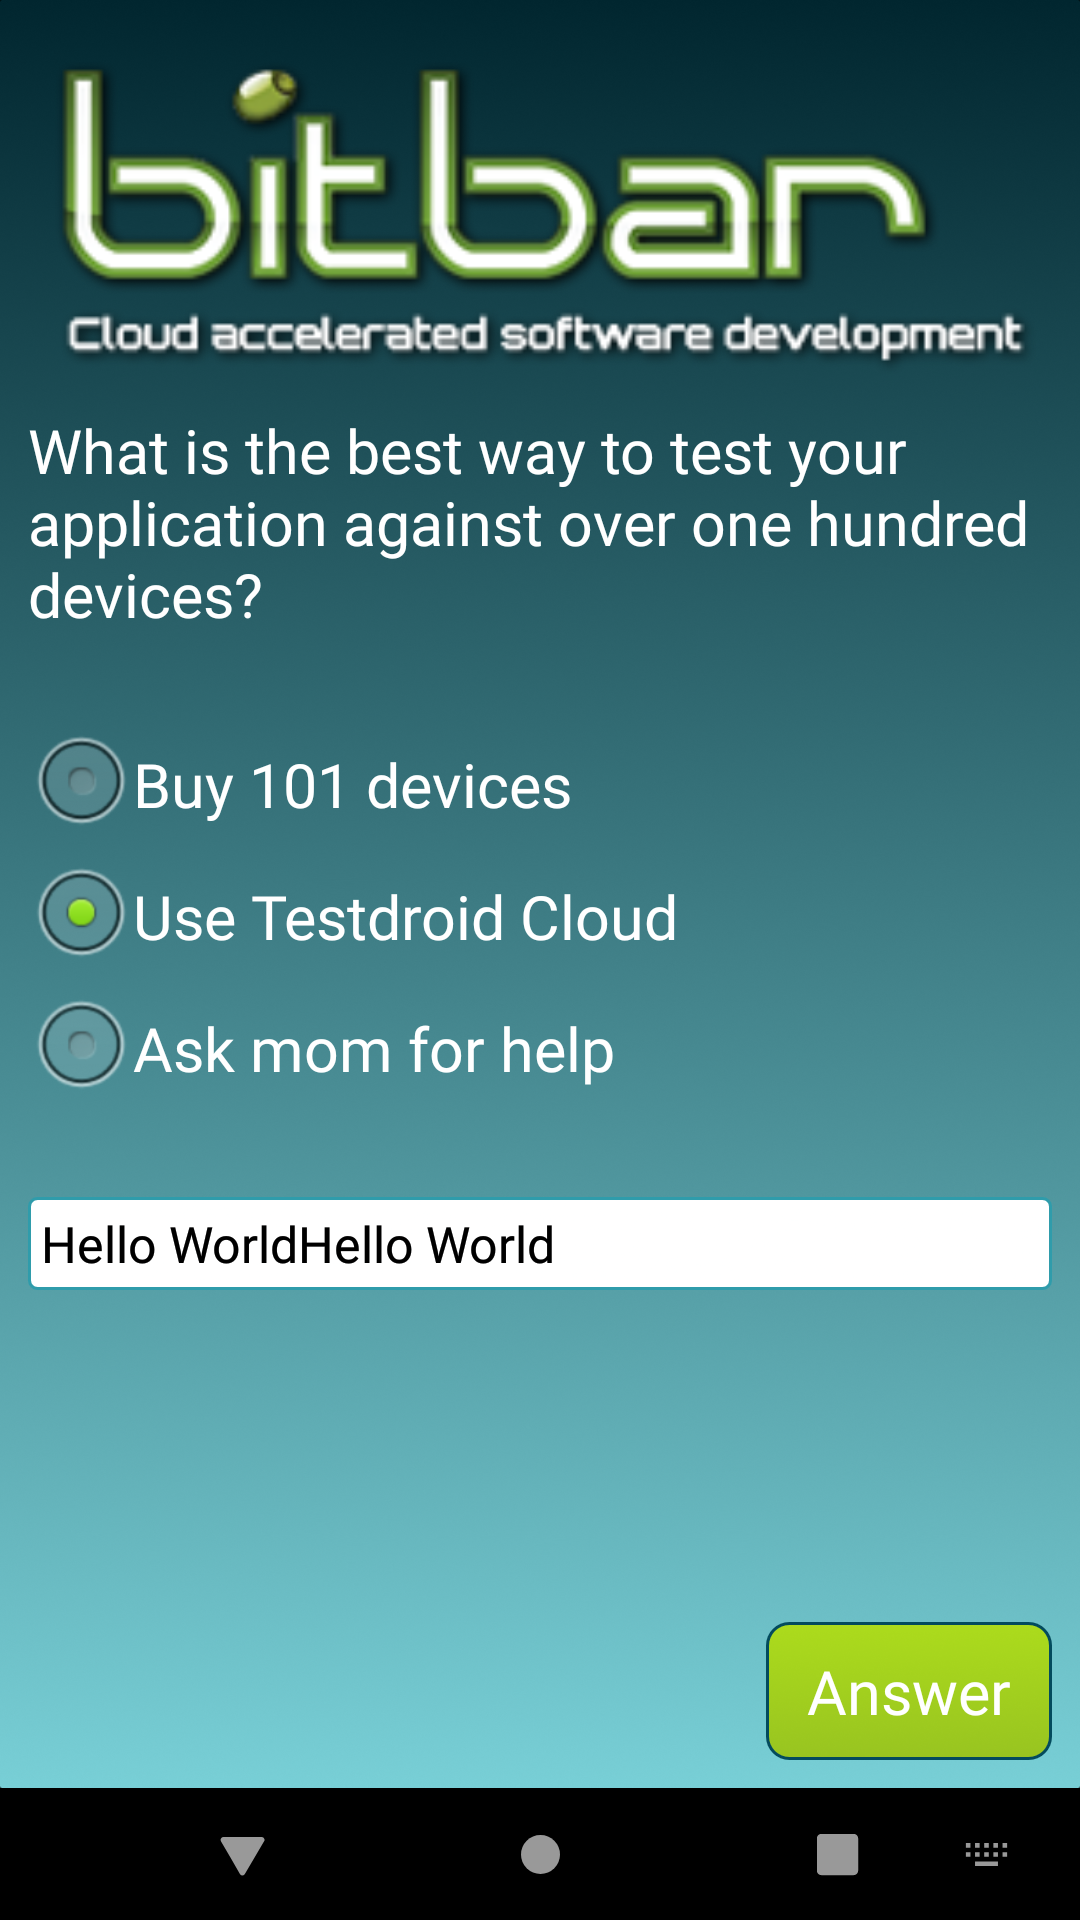 bitbar
Cloud accelerated software development
What is the best way to test your
application against over one hundred
devices?
Buy 101 devices
Use Testdroid Cloud
Ask mom for help
Hello WorldHello World
Answer